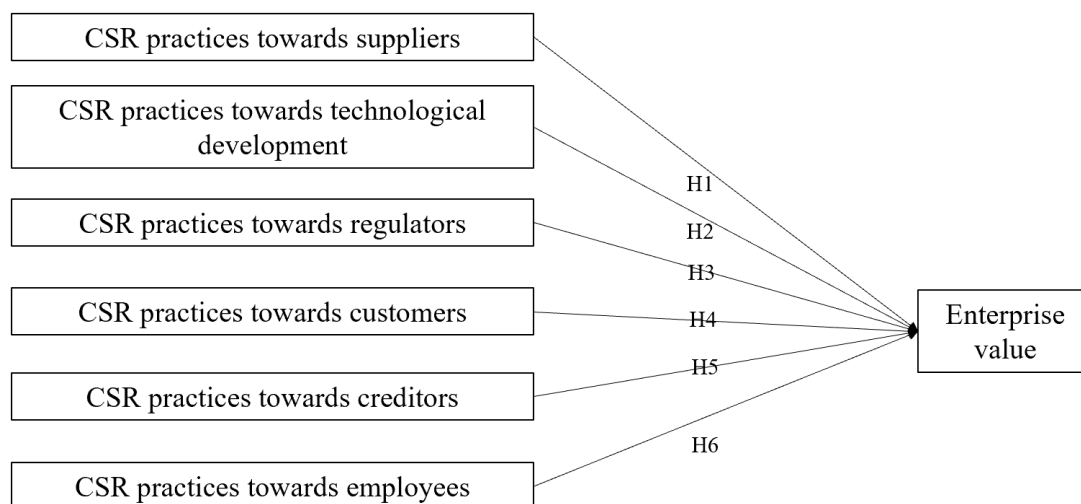 CSR practices towards suppliers
CSR practices towards technological
development
CSR practices towards regulators
CSR practices towards customers
CSR practices towards creditors
CSR practices towards employees
H1
H2
H3
H4
H5
H6
Enterprise
value